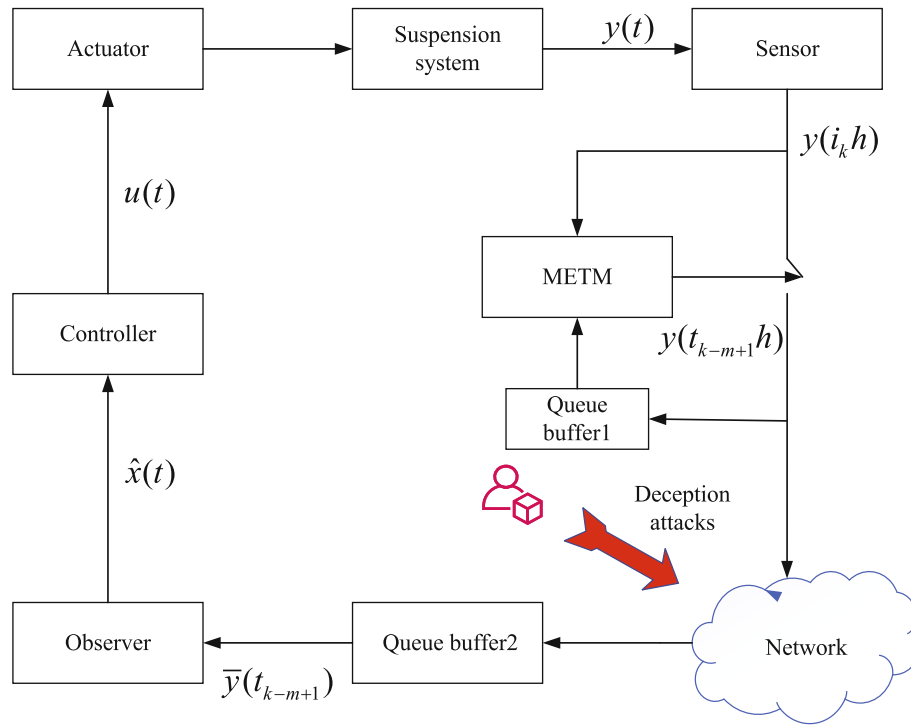 Actuator
Suspension
system
y(t)
Sensor
y(i_k h)
u(t)
METM
Controller
y(t_{k-m+1}h)
Queue
buffer1
x̂(t)
Deception
attacks
Observer
Queue buffer2
Network
ȳ(t_{k-m+1})